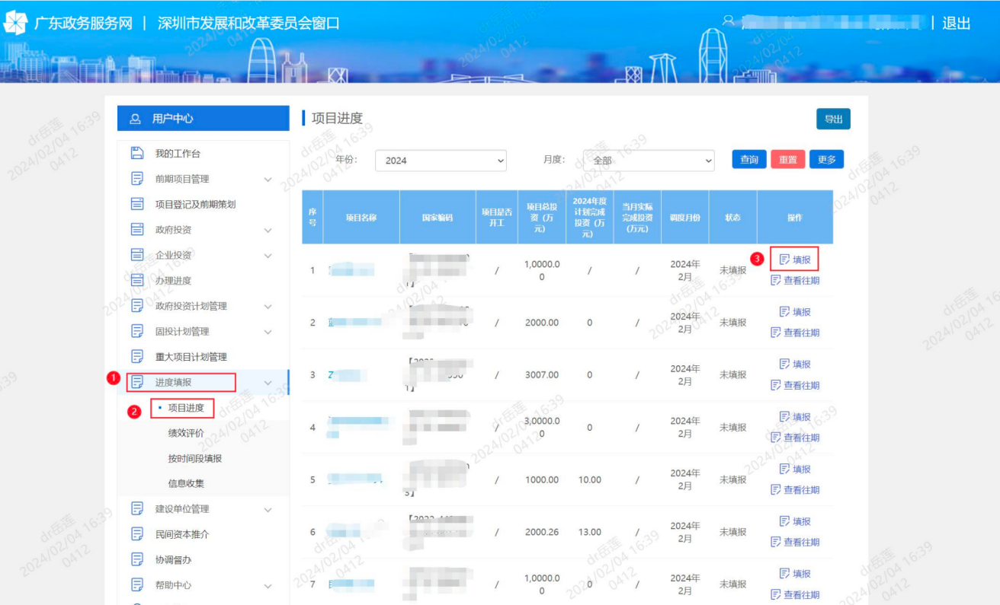 广东政务服务网 | 深圳市发展和改革委员会窗口
| 退出
用户中心
我的工作台
前期项目管理
项目登记及前期策划
政府投资
企业投资
办理进度
政府投资计划管理
固投计划管理
重大项目计划管理
1 进度填报
2 • 项目进度
绩效评价
按时间段填报
信息收集
建设单位管理
民间资本推介
协调督办
帮助中心
项目进度
导出
年份: 2024 月度: 全部 查询 重置 更多
序号 项目名称 国家编码 项目是否开工 项目总投资(万元) 2024年度计划完成投资(万元) 当月实际完成投资(万元) 调度月份 状态 操作
1 / 1,0000.00 / / 2024年2月 未填报 3 填报
查看往期
2 / 2000.00 0 / 2024年2月 未填报 填报
查看往期
3 / 3007.00 0 / 2024年2月 未填报 填报
查看往期
4 / 3,0000.00 0 / 2024年2月 未填报 填报
查看往期
5 / 1000.00 10.00 / 2024年2月 未填报 填报
查看往期
6 / 2000.26 13.00 / 2024年2月 未填报 填报
查看往期
7 / 1,0000.00 0 / 2024年2月 未填报 填报
查看往期
dr岳莲
2024/02/04 16:39
0412